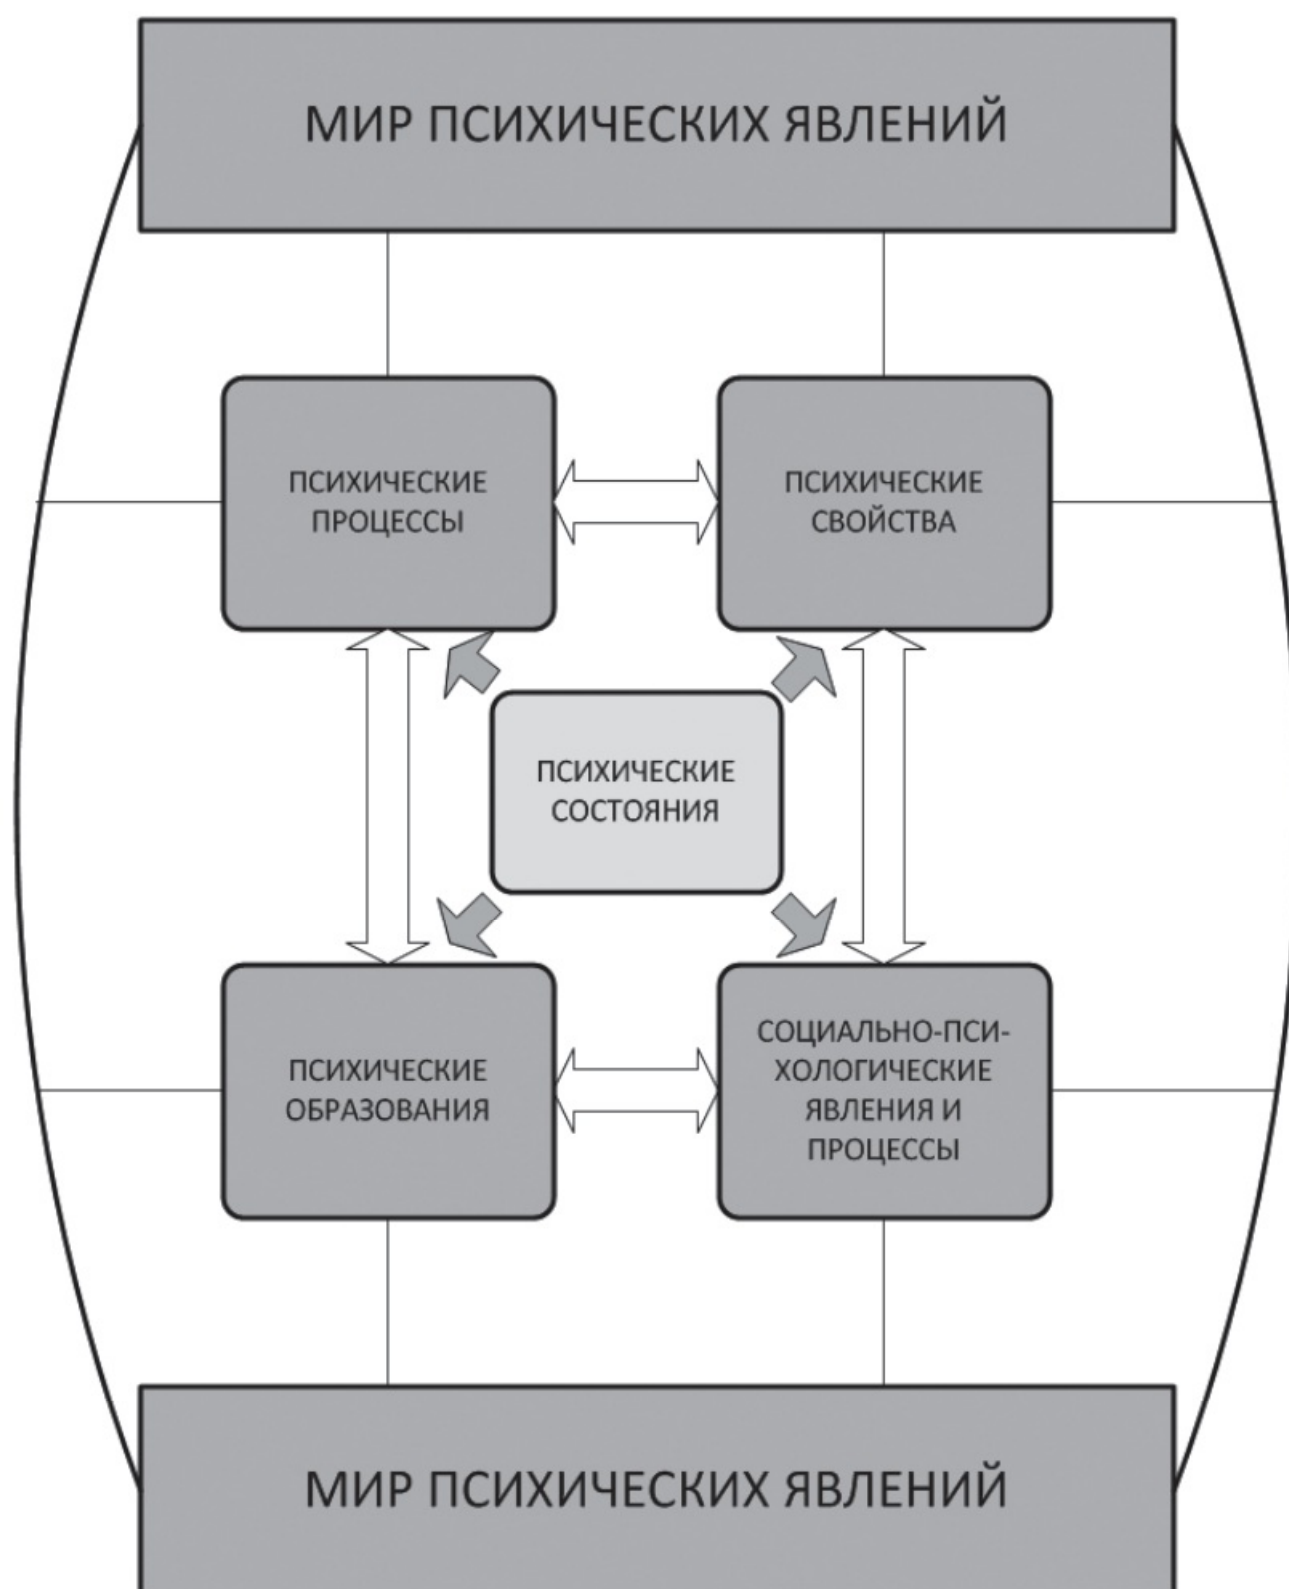 МИР ПСИХИЧЕСКИХ ЯВЛЕНИЙ
ПСИХИЧЕСКИЕ
ПРОЦЕССЫ
ПСИХИЧЕСКИЕ
СВОЙСТВА
ПСИХИЧЕСКИЕ
СОСТОЯНИЯ
ПСИХИЧЕСКИЕ
ОБРАЗОВАНИЯ
СОЦИАЛЬНО-ПСИ-
ХОЛОГИЧЕСКИЕ
ЯВЛЕНИЯ И
ПРОЦЕССЫ
МИР ПСИХИЧЕСКИХ ЯВЛЕНИЙ